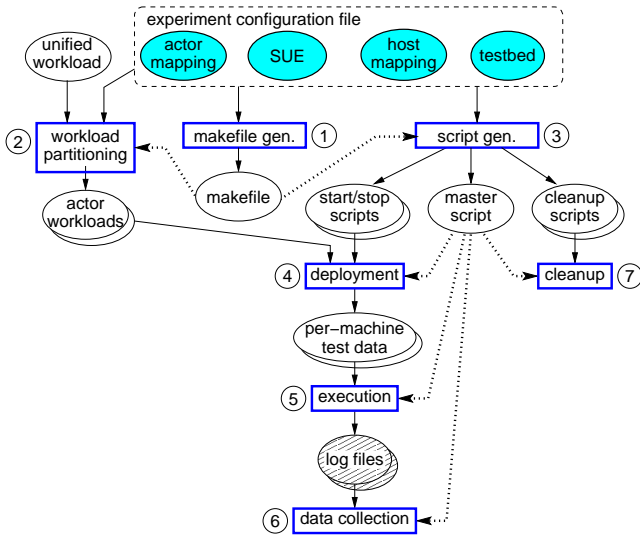 experiment configuration file
unified
workload
actor
mapping
SUE
host
mapping
testbed
2
workload
partitioning
makefile gen.
1
script gen.
3
actor
workloads
makefile
start/stop
scripts
master
script
cleanup
scripts
4
deployment
cleanup
7
per-machine
test data
5
execution
log files
6
data collection